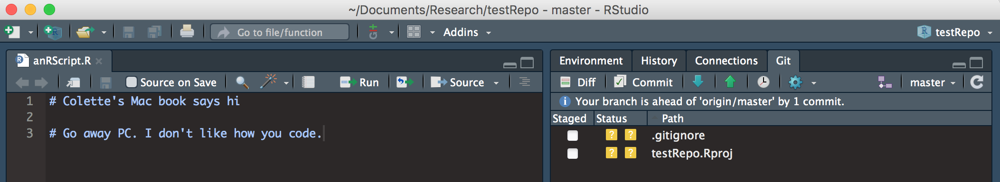 ~/Documents/Research/testRepo - master - RStudio
Go to file/function
Addins
testRepo
anRScript.R
Source on Save
Run
Source
1 # Colette's Mac book says hi
2
3 # Go away PC. I don't like how you code.
Environment History Connections Git
Diff Commit master
Your branch is ahead of 'origin/master' by 1 commit.
Staged Status Path
? ? .gitignore
? ? testRepo.Rproj